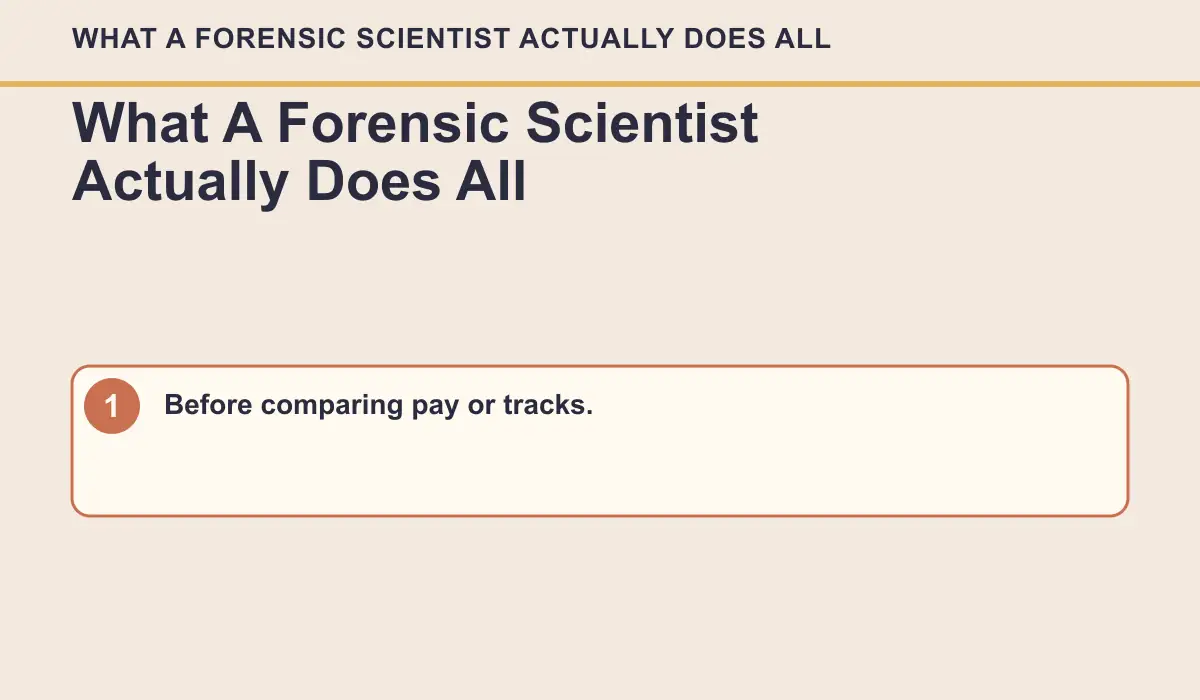 WHAT A FORENSIC SCIENTIST ACTUALLY DOES ALL
What A Forensic Scientist
Actually Does All
1 Before comparing pay or tracks.